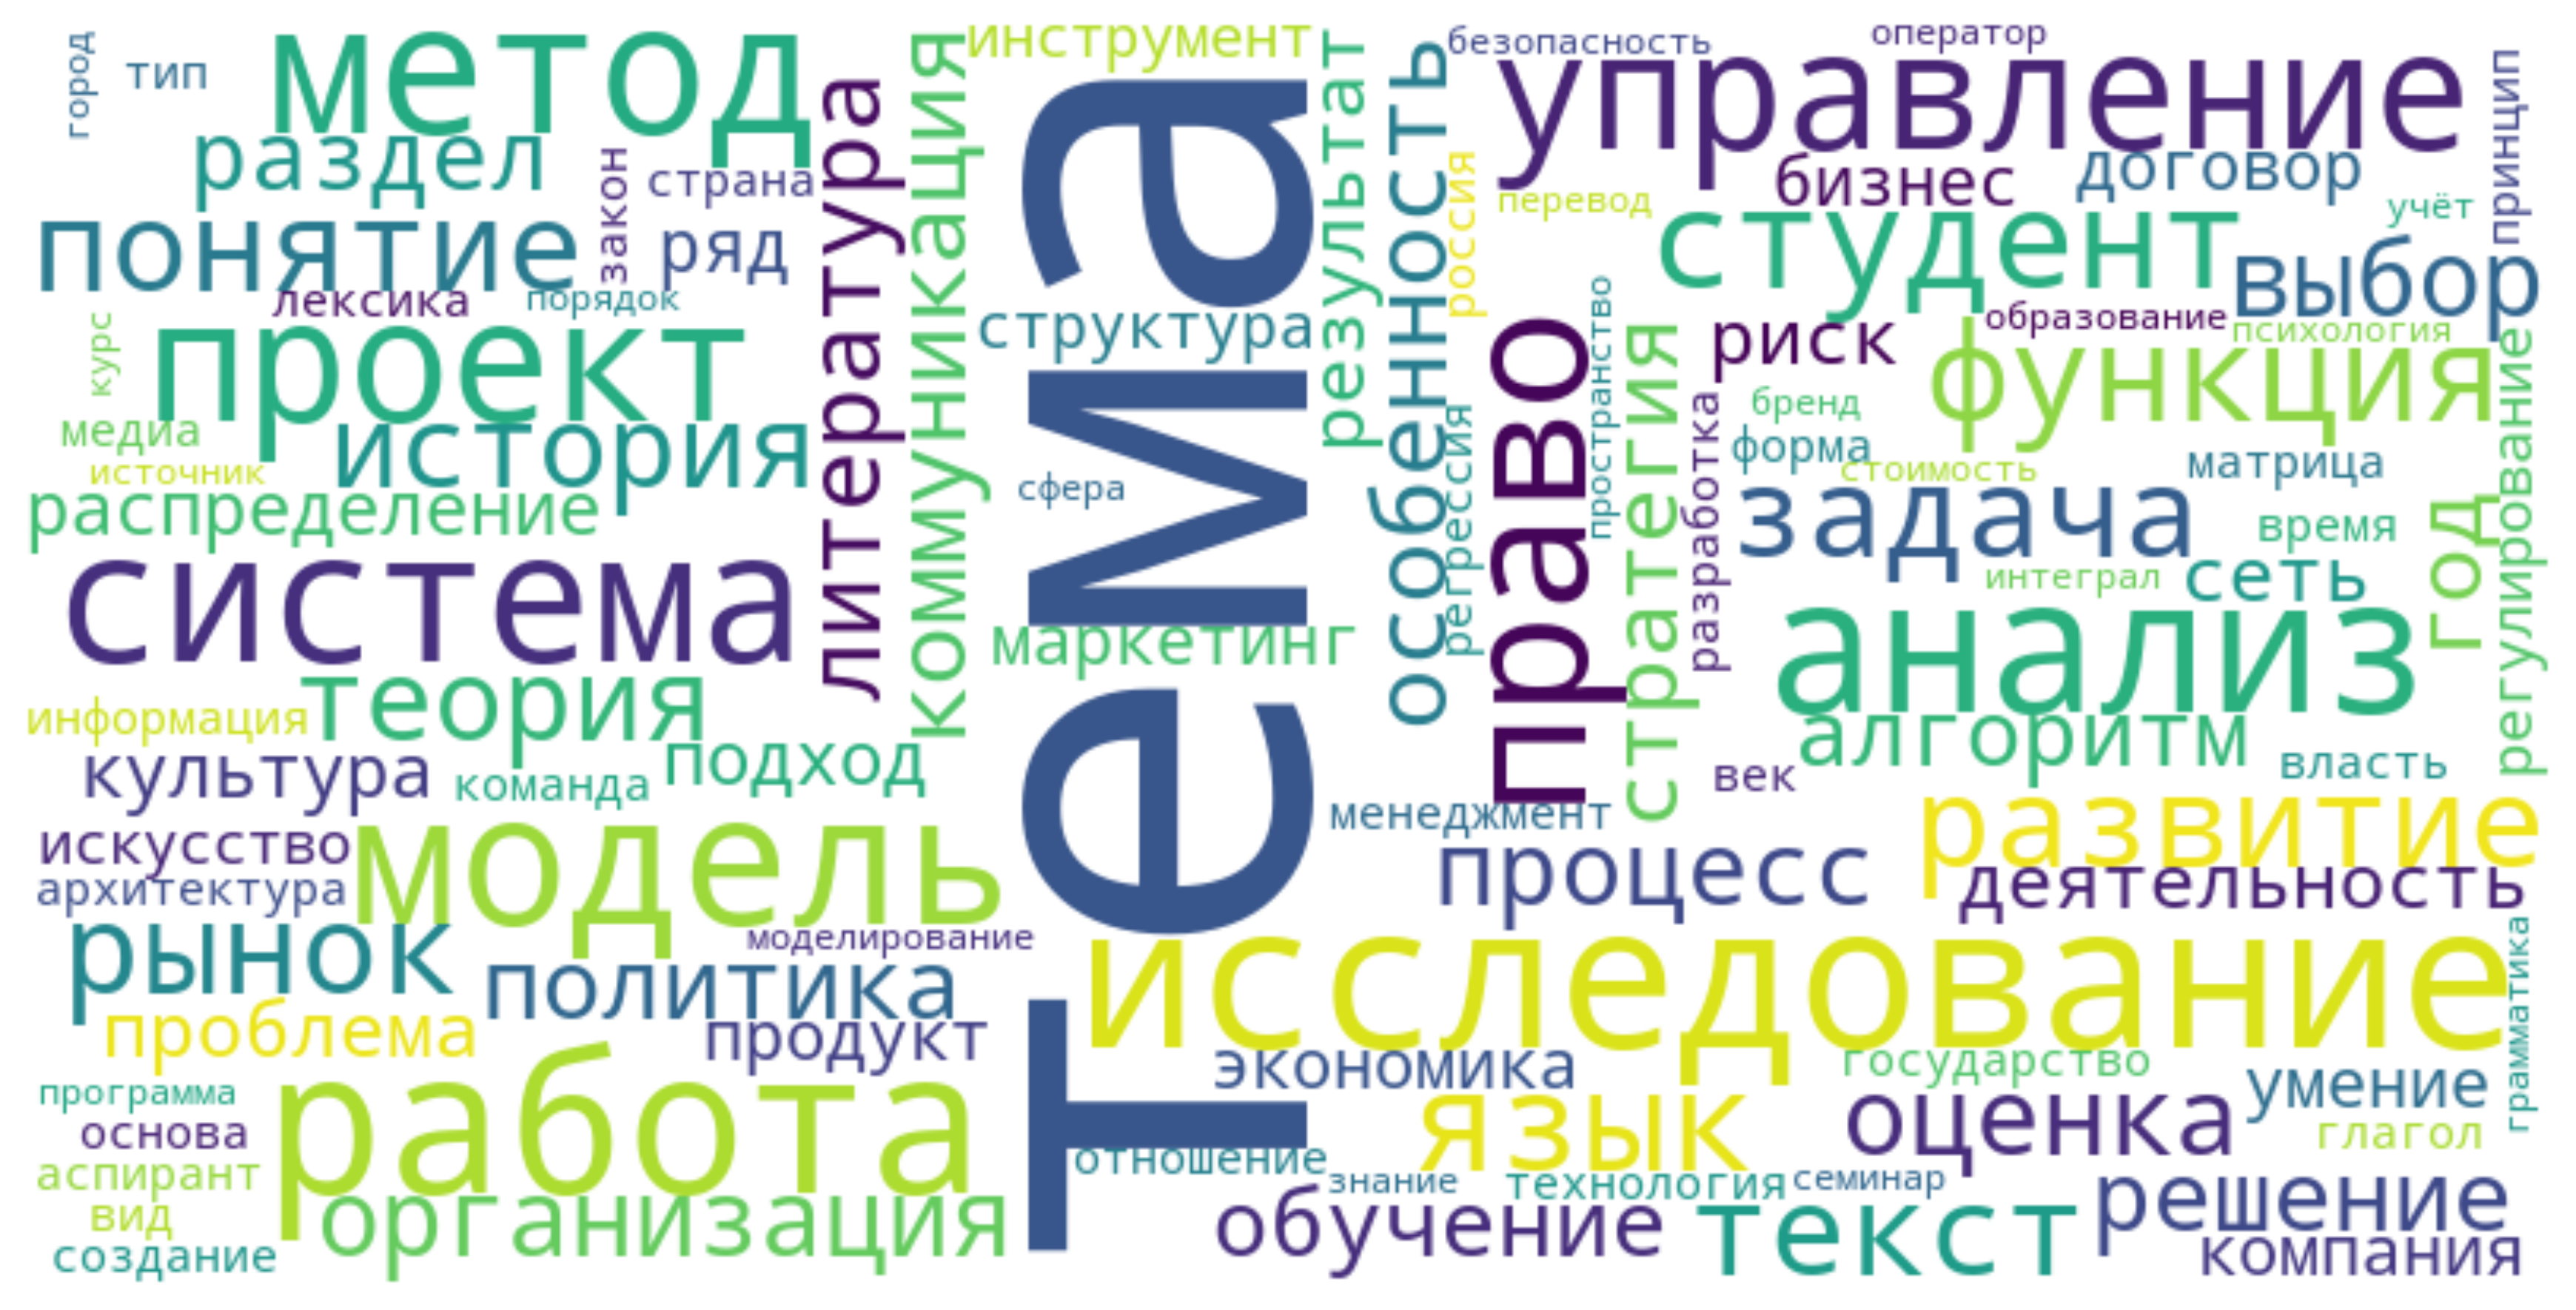 город
тип
метод
раздел
закон
страна
понятие
ряд
лексика
порядок
курс
проект
медиа
история
источник
распределение
система
теория
информация
культура
команда
подход
искусство
архитектура
модель
рынок
моделирование
политика
проблема
продукт
программа
работа
основа
аспирант
вид
организация
создание
литература
коммуникация
инструмент
тема
структура
сфера
маркетинг
результат
особенность
безопасность
оператор
управление
принцип
россия
перевод
бизнес
договор
учёт
студент
выбор
пространство
право
риск
образование
психология
стратегия
функция
регулирование
регрессия
разработка
бренд
форма
стоимость
матрица
задача
время
год
интеграл
сеть
анализ
алгоритм
век
власть
менеджмент
развитие
процесс
деятельность
исследование
грамматика
экономика
государство
язык
оценка
умение
глагол
отношение
знание
технология
семинар
обучение
текст
решение
компания